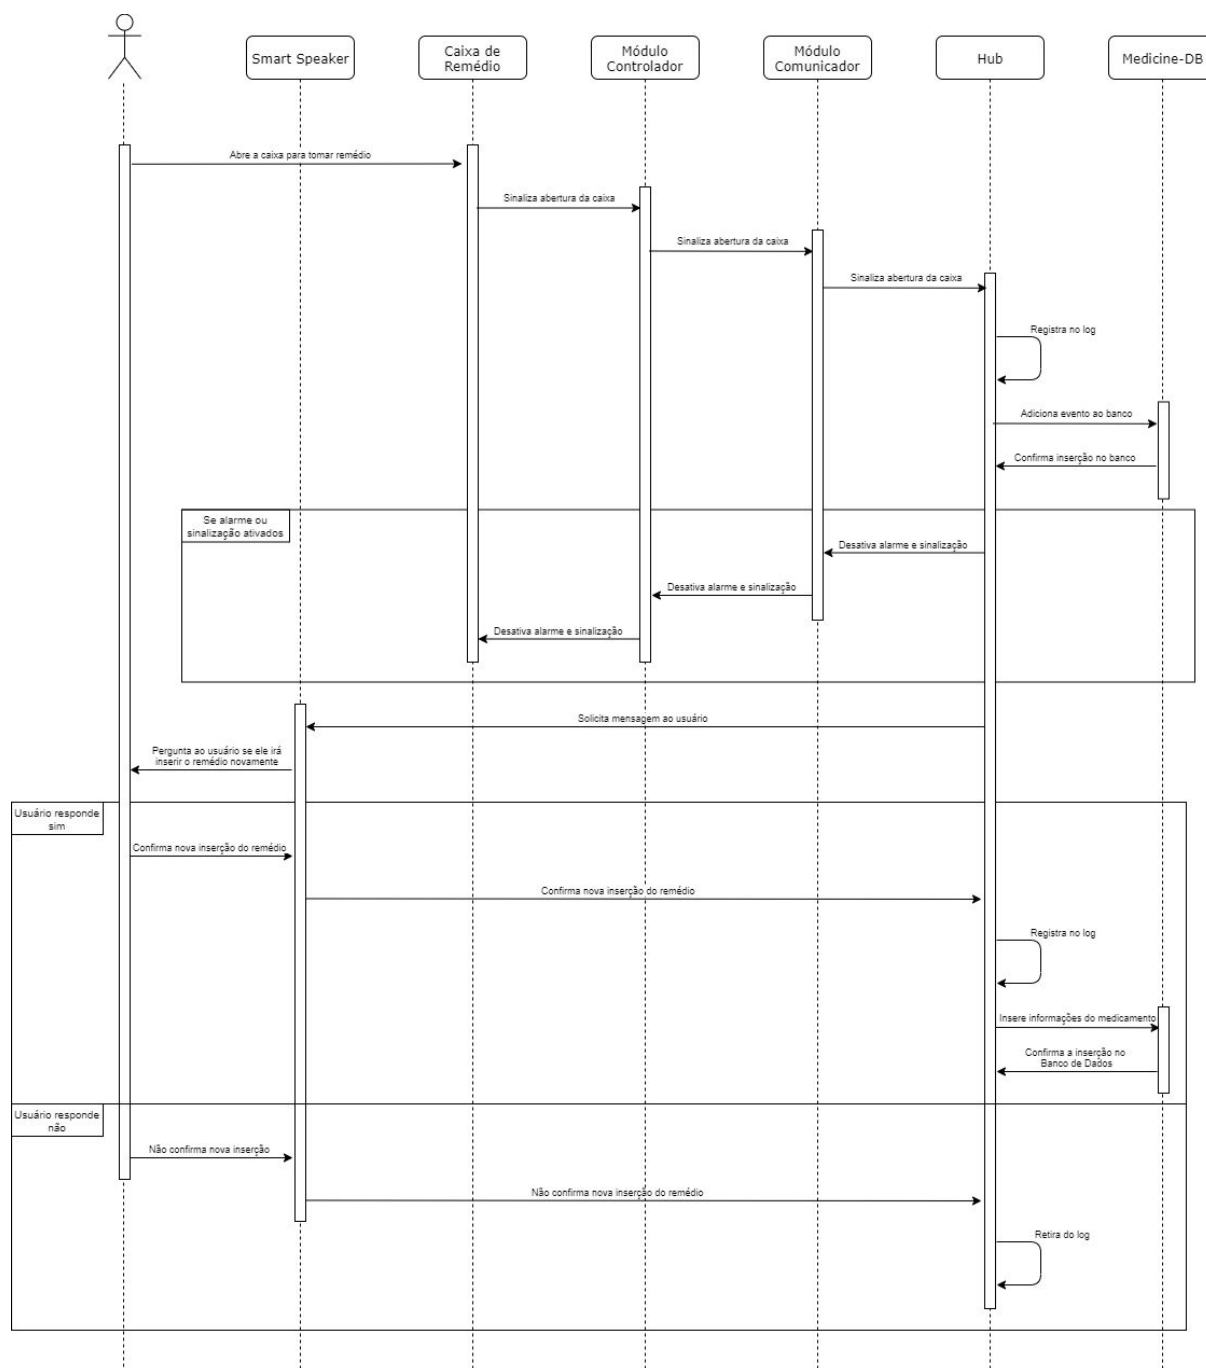 Smart Speaker
Caixa de
Remédio
Módulo
Controlador
Módulo
Comunicador
Hub
Medicine-DB
Abre a caixa para tomar remédio
Sinaliza abertura da caixa
Sinaliza abertura da caixa
Sinaliza abertura da caixa
Registra no log
Adiciona evento ao banco
Confirma inserção no banco
Se alarme ou
sinalização ativados
Desativa alarme e sinalização
Desativa alarme e sinalização
Desativa alarme e sinalização
Solicita mensagem ao usuário
Pergunta ao usuário se ele irá
inserir o remédio novamente
Usuário responde
sim
Confirma nova inserção do remédio
Confirma nova inserção do remédio
Registra no log
Insere informações do medicamento
Confirma a inserção no
Banco de Dados
Usuário responde
não
Não confirma nova inserção
Não confirma nova inserção do remédio
Retira do log